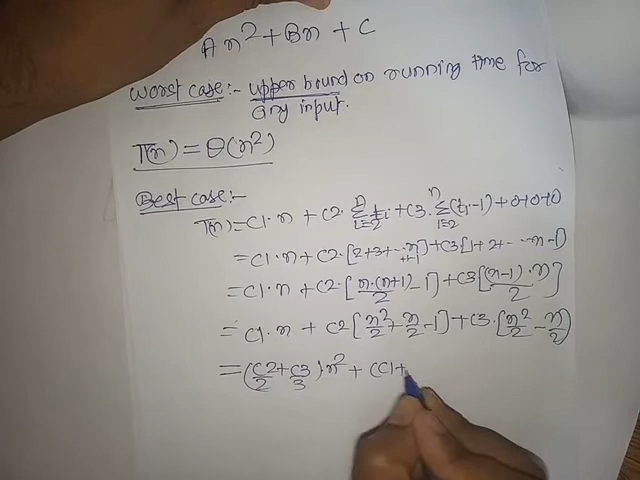 An² + Bn + C
Worst case:- upper bound on running time for
any input.
T(n) = Θ(n²)
Best case:-
T(n) = C1·n + C2· Σ_{i=2}^{n} ti + C3· Σ_{i=2}^{n} (ti-1) + 0+0+0
= C1·n + C2·[2+3+-·n] + C3[1+2+-··n-1]
= C1·n + C2·[n·(n+1)/2 -1] + C3[(n-1)·n/2]
= C1·n + C2[n²/2 + n/2 -1] + C3·[n²/2 - n/2]
= (C2/2 + C3/3)·n² + (C1+